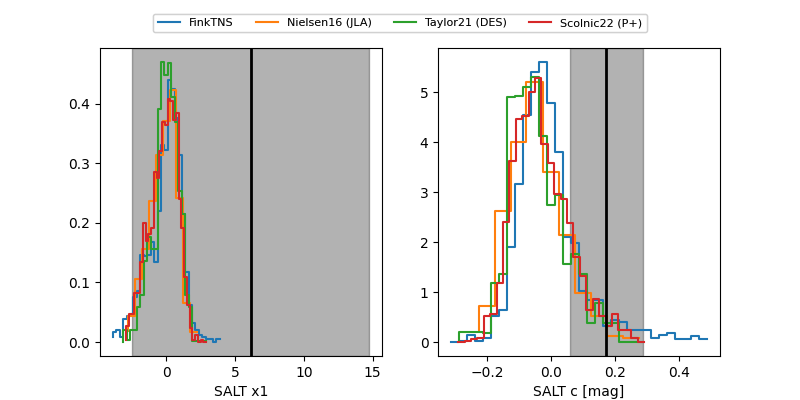 FinkTNS Nielsen16 (JLA) Taylor21 (DES) Scolnic22 (P+)
0.4
0.3
0.2
0.1
0.0
0 5 10 15
SALT x1
5
4
3
2
1
0
−0.2 0.0 0.2 0.4
SALT c [mag]